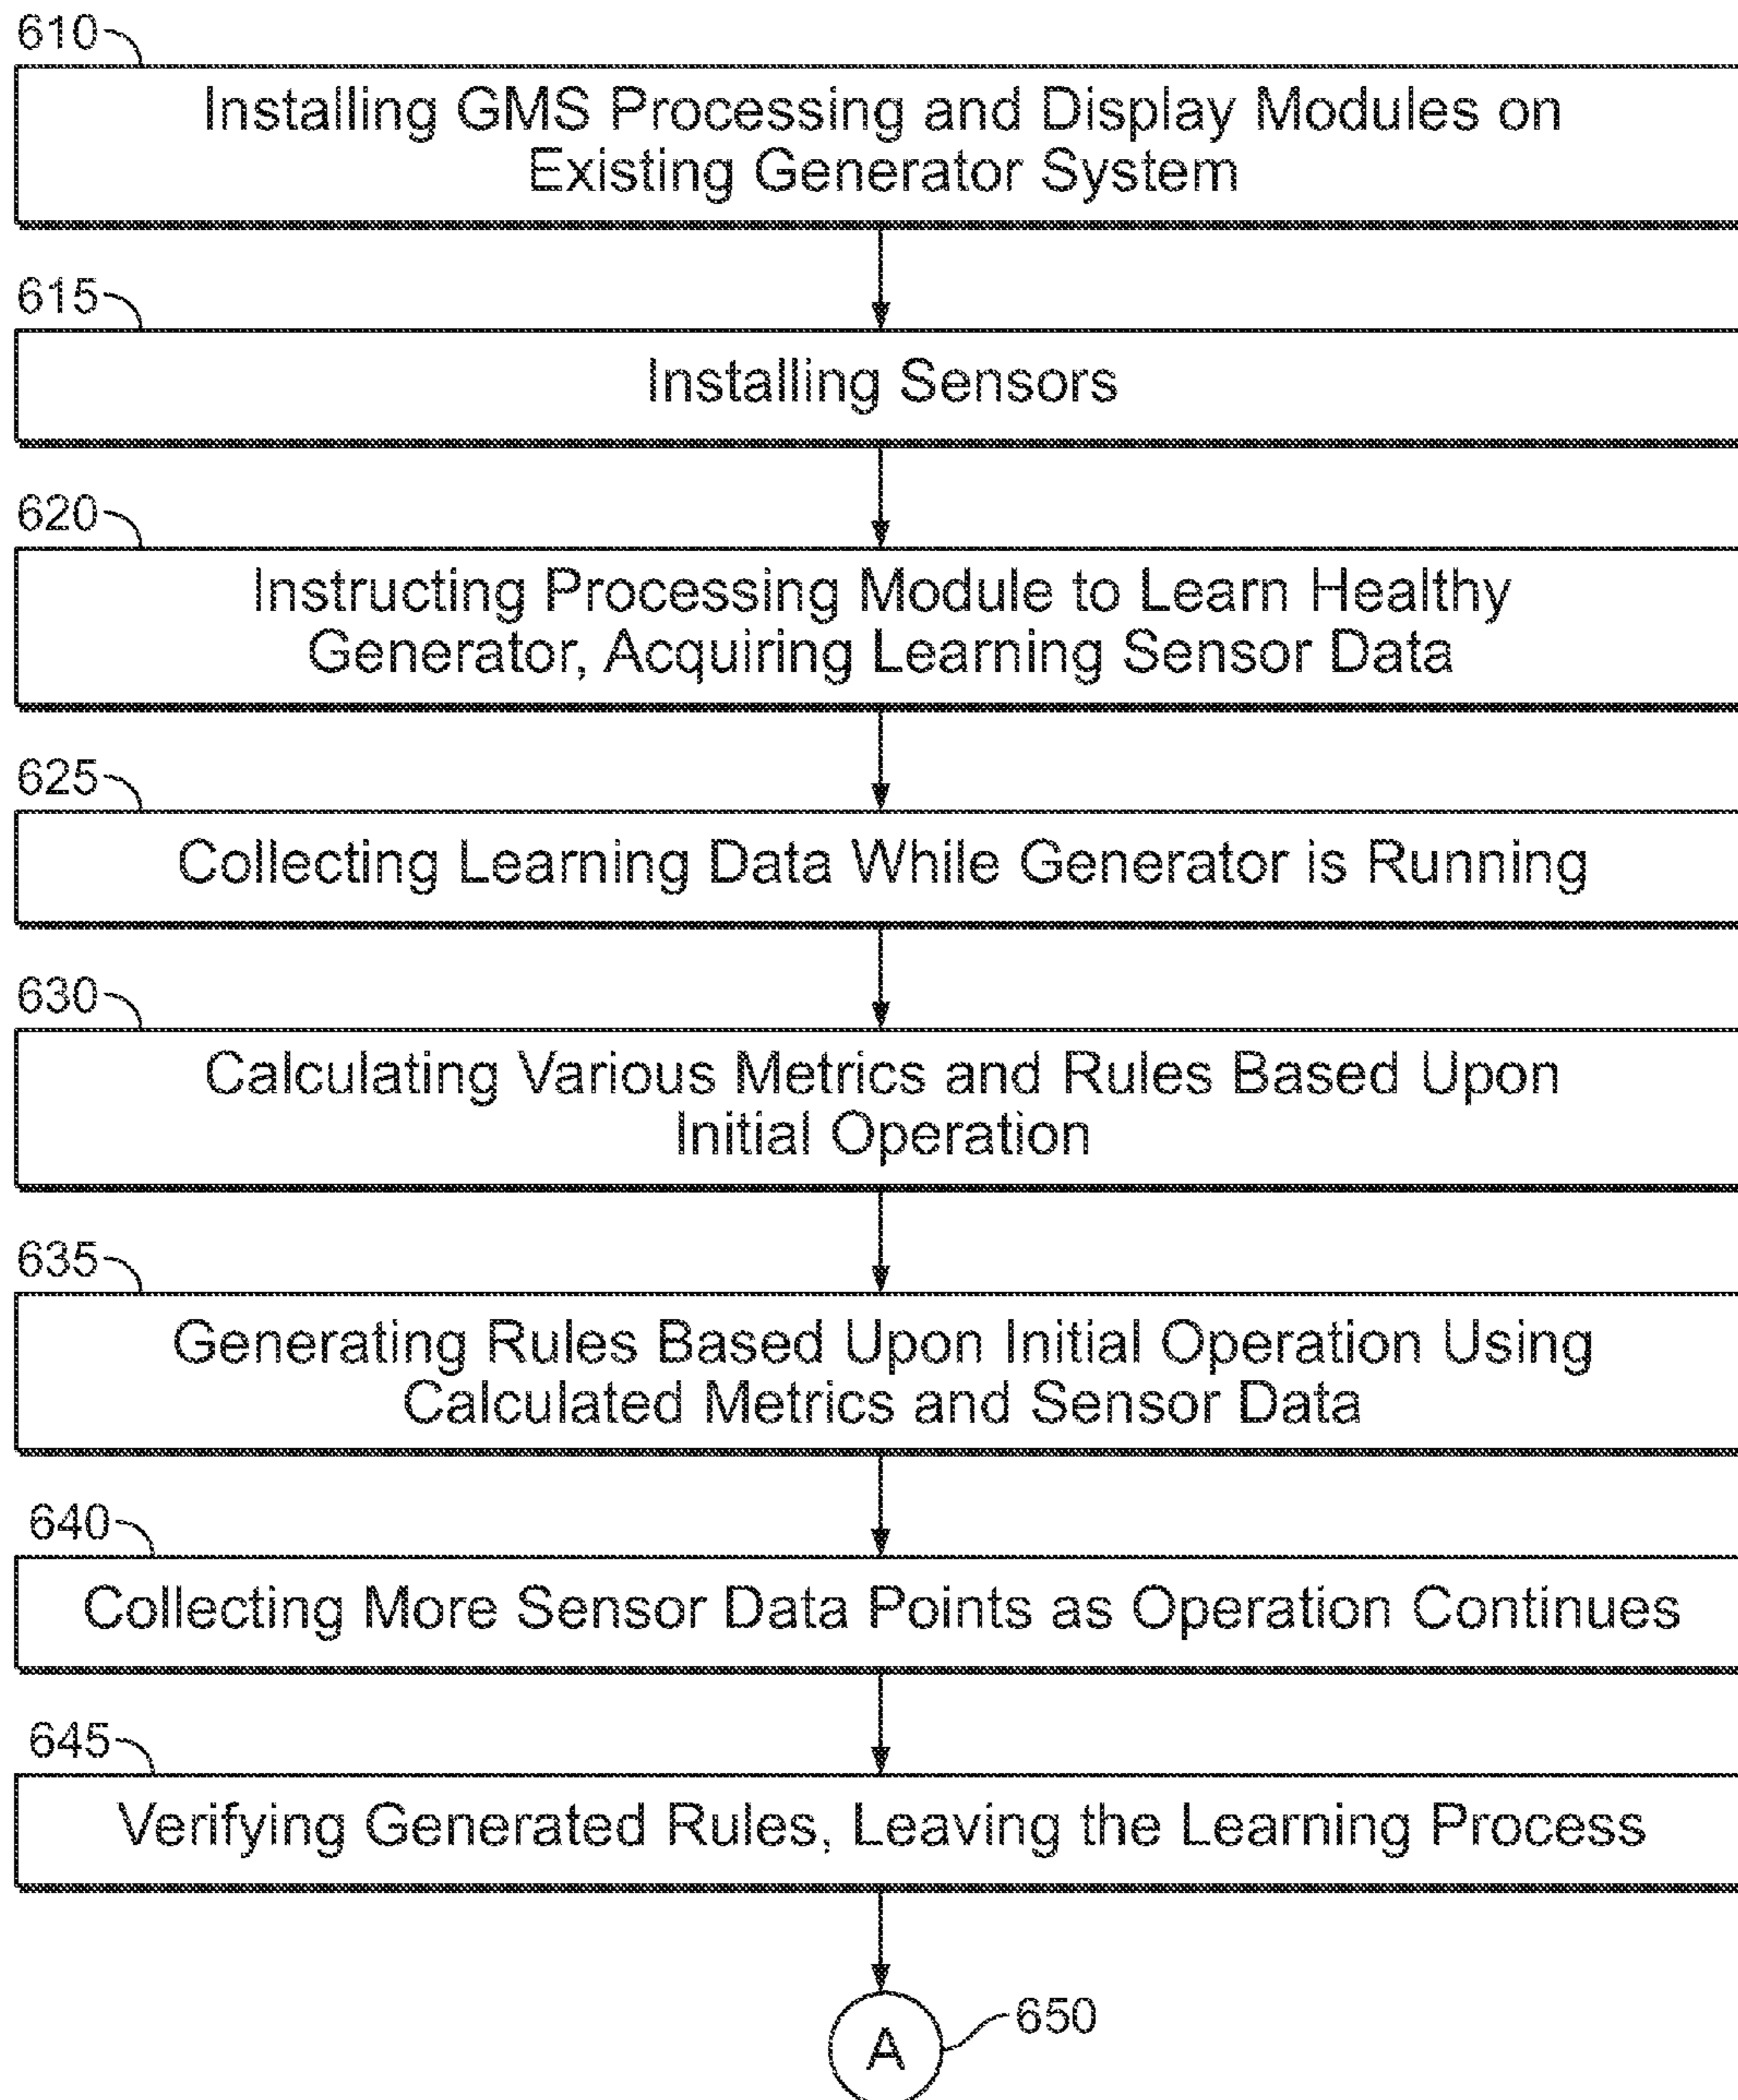 610
Installing GMS Processing and Display Modules on
Existing Generator System
615
Installing Sensors
620
Instructing Processing Module to Learn Healthy
Generator, Acquiring Learning Sensor Data
625
Collecting Learning Data While Generator is Running
630
Calculating Various Metrics and Rules Based Upon
Initial Operation
635
Generating Rules Based Upon Initial Operation Using
Calculated Metrics and Sensor Data
640
Collecting More Sensor Data Points as Operation Continues
645
Verifying Generated Rules, Leaving the Learning Process
650
A